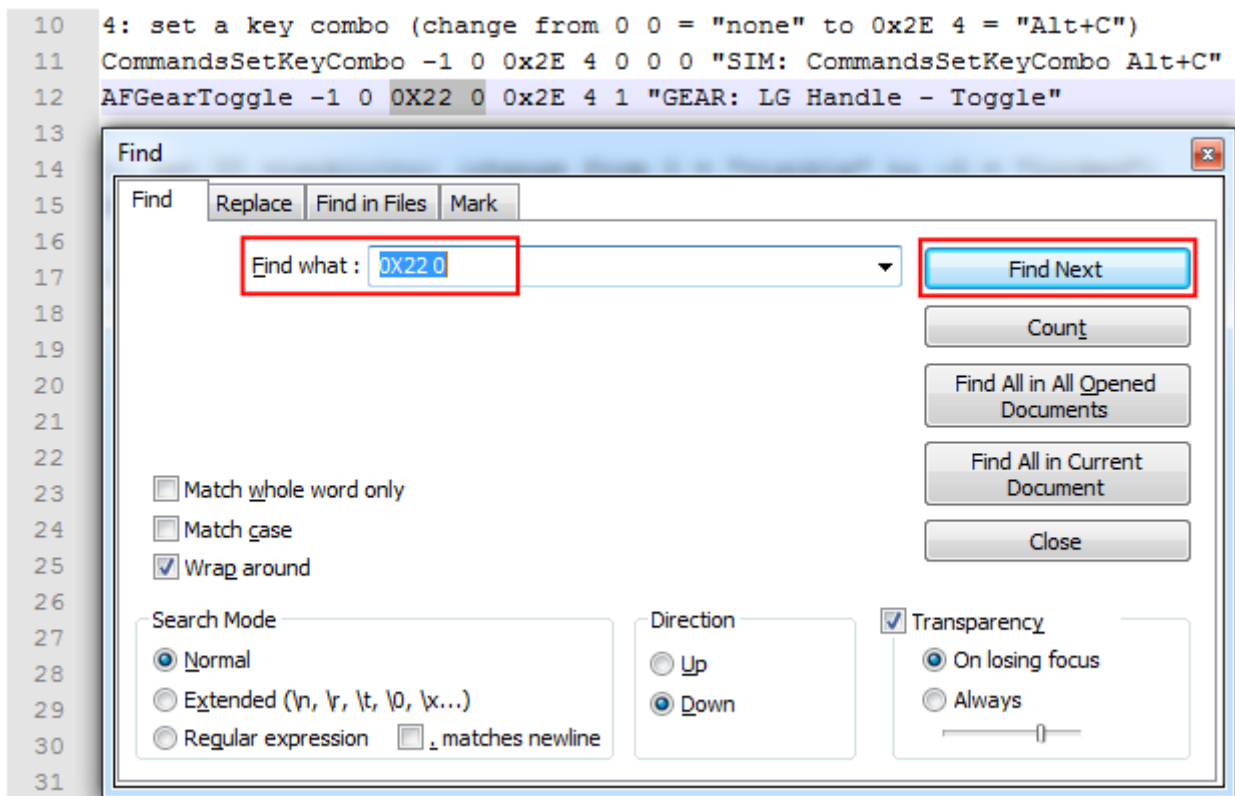 10 4: set a key combo (change from 0 0 = "none" to 0x2E 4 = "Alt+C")
11 CommandsSetKeyCombo -1 0 0x2E 4 0 0 0 "SIM: CommandsSetKeyCombo Alt+C"
12 AFGearToggle -1 0 0X22 0 0x2E 4 1 "GEAR: LG Handle - Toggle"
13
Find
14
15
Find Replace Find in Files Mark
16
Find what : 0X22 0 Find Next
17
18
Count
19
20
Find All in All Opened
Documents
21
22
Find All in Current
Document
23
Match whole word only
24
Match case
Close
25
Wrap around
26
Search Mode Direction Transparency
27
28
Normal Up On losing focus
29
Extended (\n, \r, \t, \0, \x...) Down Always
30
Regular expression . matches newline
31